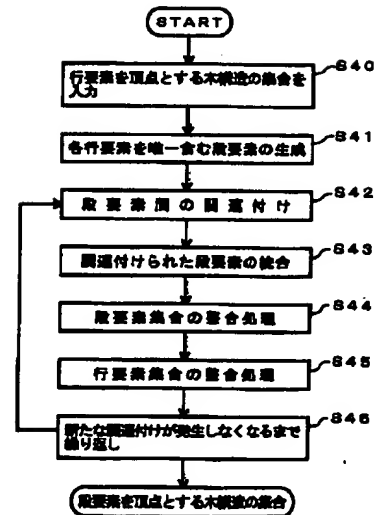 START
行要素を頂点とする木構造の集合を
入力
S40
各行要素を唯一含む段要素の生成
S41
段要素間の関連付け
S42
関連付けられた段要素の統合
S43
段要素集合の整合処理
S44
行要素集合の整合処理
S45
新たな関連付けが発生しなくなるまで
繰り返し
S46
段要素を頂点とする木構造の集合